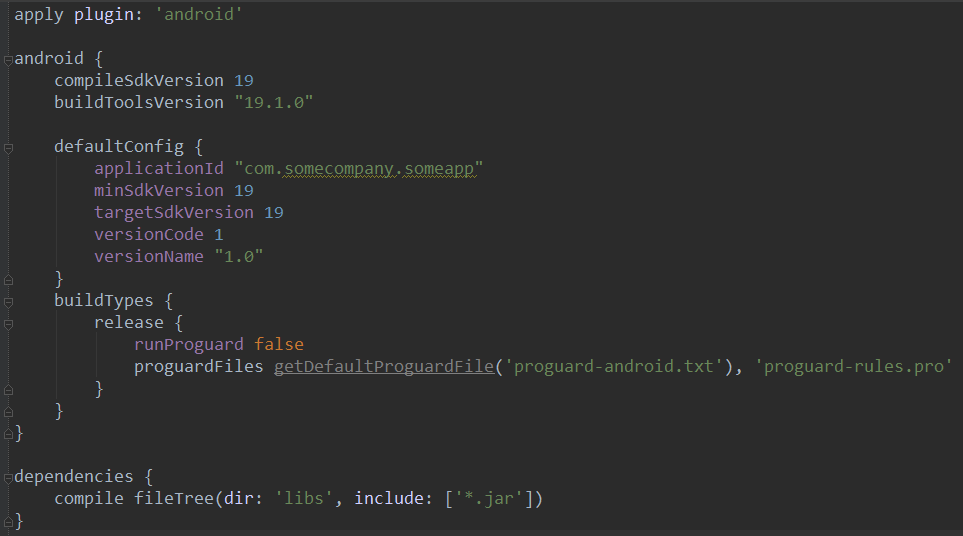 apply plugin: 'android'

android {
    compileSdkVersion 19
    buildToolsVersion "19.1.0"

    defaultConfig {
        applicationId "com.somecompany.someapp"
        minSdkVersion 19
        targetSdkVersion 19
        versionCode 1
        versionName "1.0"
    }
    buildTypes {
        release {
            runProguard false
            proguardFiles getDefaultProguardFile('proguard-android.txt'), 'proguard-rules.pro'
        }
    }
}

dependencies {
    compile fileTree(dir: 'libs', include: ['*.jar'])
}